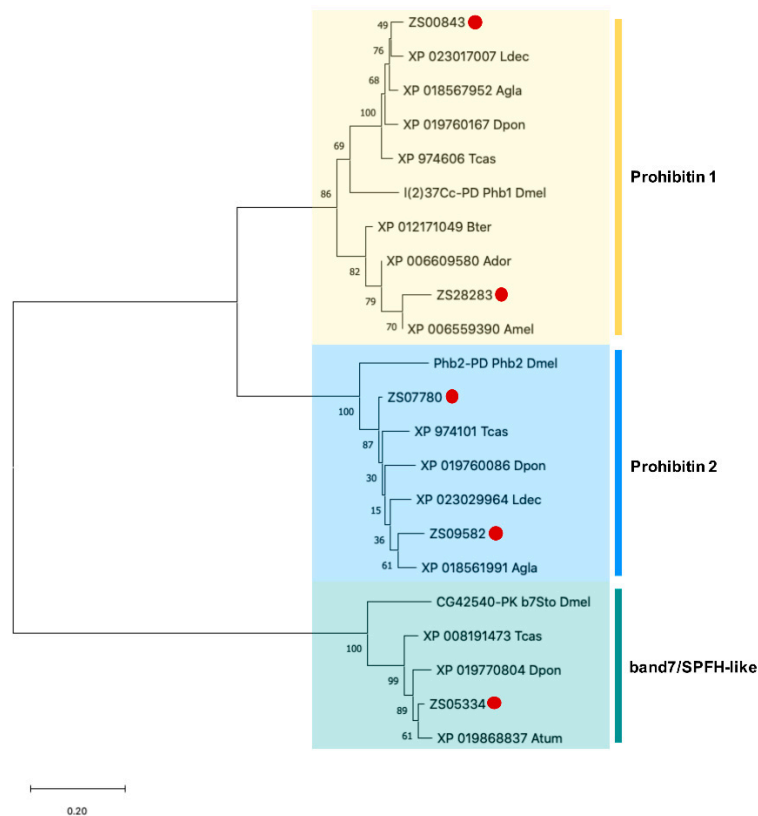 49
ZS00843
76
XP 023017007 Ldec
68
XP 018567952 Agla
100
XP 019760167 Dpon
69
XP 974606 Tcas
86
l(2)37Cc-PD Phb1 Dmel
Prohibitin 1
XP 012171049 Bter
82
XP 006609580 Ador
79
ZS28283
70
XP 006559390 Amel
Phb2-PD Phb2 Dmel
100
ZS07780
87
XP 974101 Tcas
30
XP 019760086 Dpon
Prohibitin 2
15
XP 023029964 Ldec
36
ZS09582
61
XP 018561991 Agla
CG42540-PK b7Sto Dmel
100
XP 008191473 Tcas
99
XP 019770804 Dpon
band7/SPFH-like
89
ZS05334
61
XP 019868837 Atum
0.20